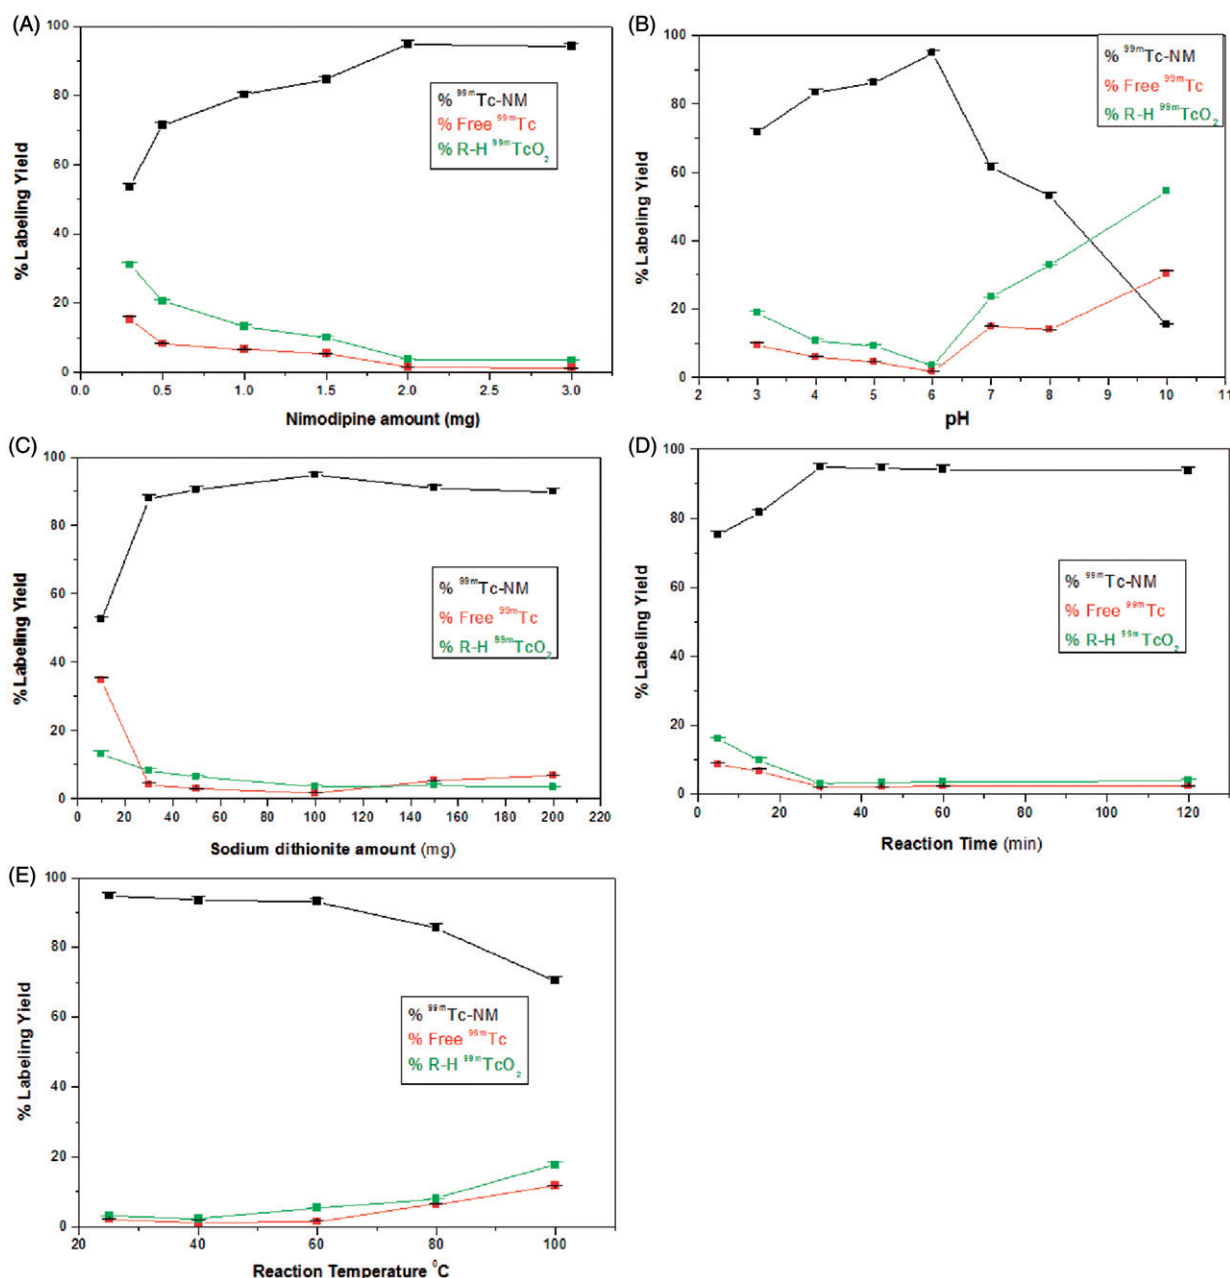 (A)
100
80
60
40
20
0
% Labeling Yield
% ⁹⁹ᵐTc-NM
% Free ⁹⁹ᵐTc
% R-H ⁹⁹ᵐTcO₂
0.0 0.5 1.0 1.5 2.0 2.5 3.0
Nimodipine amount (mg)
(B)
100
80
60
40
20
0
% Labeling Yield
% ⁹⁹ᵐTc-NM
% Free ⁹⁹ᵐTc
% R-H ⁹⁹ᵐTcO₂
2 3 4 5 6 7 8 9 10 11
pH
(C)
100
80
60
40
20
0
% Labeling Yield
% ⁹⁹ᵐTc-NM
% Free ⁹⁹ᵐTc
% R-H ⁹⁹ᵐTcO₂
0 20 40 60 80 100 120 140 160 180 200 220
Sodium dithionite amount (mg)
(D)
100
80
60
40
20
0
% Labeling Yield
% ⁹⁹ᵐTc-NM
% Free ⁹⁹ᵐTc
% R-H ⁹⁹ᵐTcO₂
0 20 40 60 80 100 120
Reaction Time (min)
(E)
100
80
60
40
20
0
% Labeling Yield
% ⁹⁹ᵐTc-NM
% Free ⁹⁹ᵐTc
% R-H ⁹⁹ᵐTcO₂
20 40 60 80 100
Reaction Temperature ⁰C